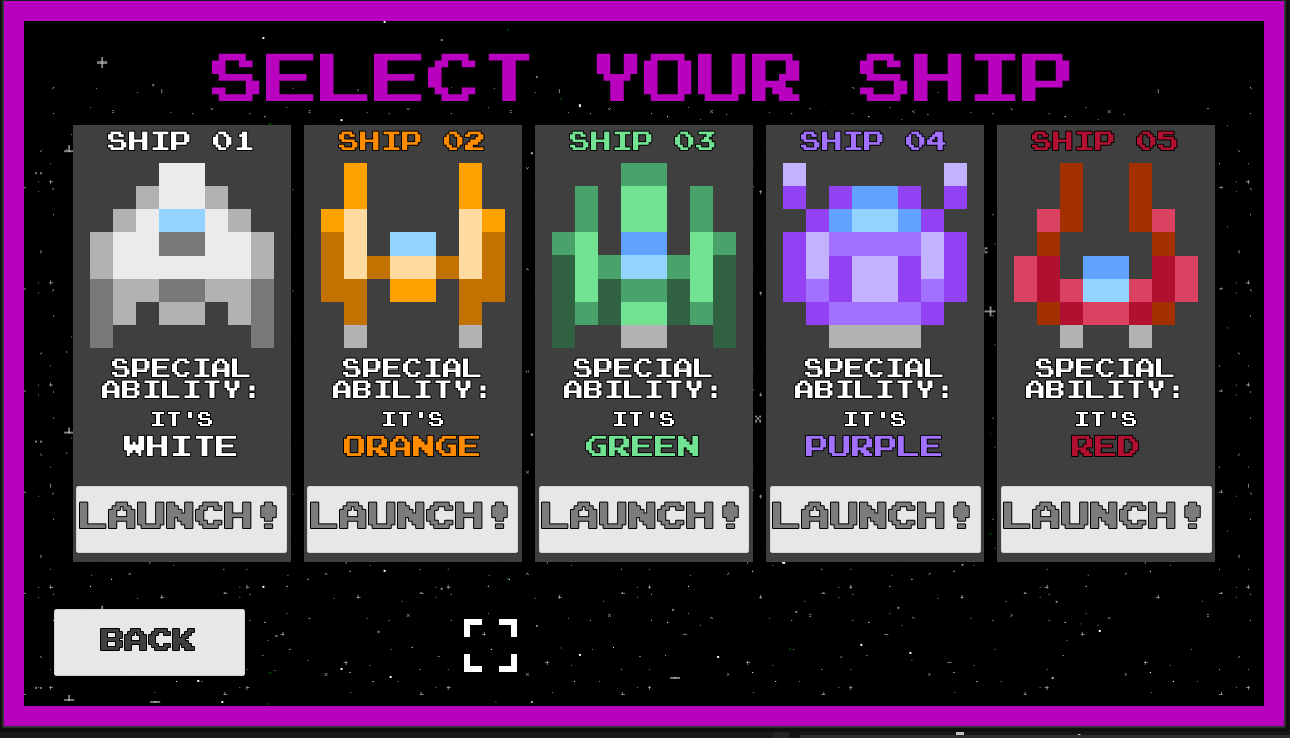 SELECT YOUR SHIP
SHIP 01
SPECIAL
ABILITY:
IT'S
WHITE
LAUNCH!
SHIP 02
SPECIAL
ABILITY:
IT'S
ORANGE
LAUNCH!
SHIP 03
SPECIAL
ABILITY:
IT'S
GREEN
LAUNCH!
SHIP 04
SPECIAL
ABILITY:
IT'S
PURPLE
LAUNCH!
SHIP 05
SPECIAL
ABILITY:
IT'S
RED
LAUNCH!
BACK